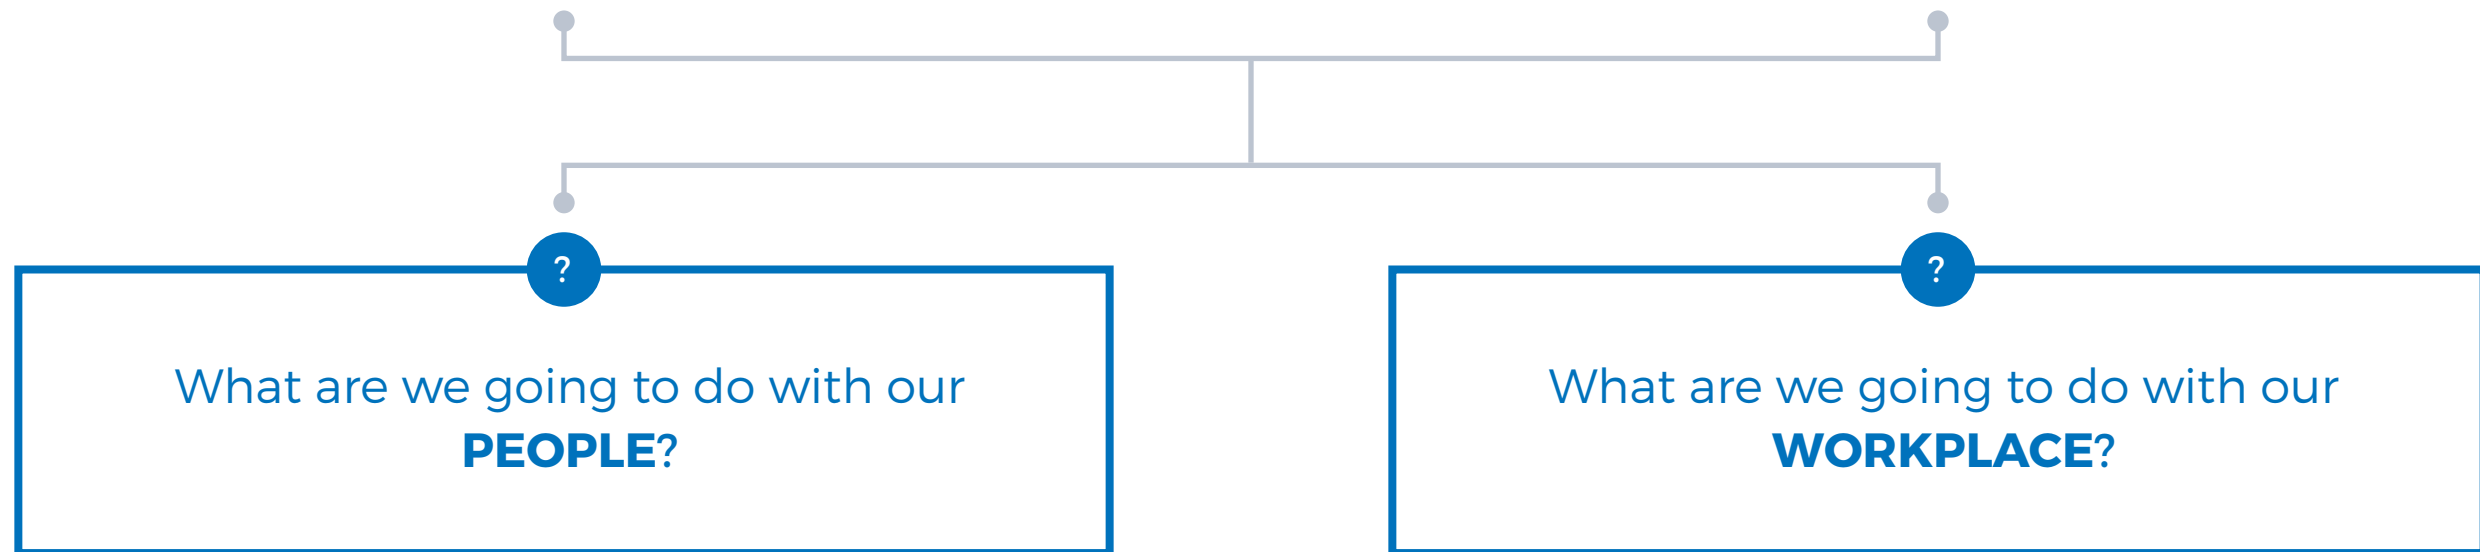 ?
What are we going to do with our
PEOPLE?
?
What are we going to do with our
WORKPLACE?